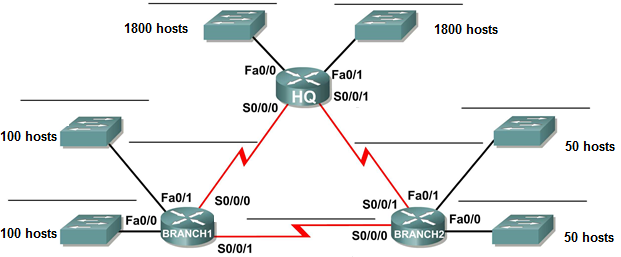 1800 hosts
1800 hosts
Fa0/0
Fa0/1
HQ
S0/0/0
S0/0/1
100 hosts
50 hosts
Fa0/1
S0/0/0
S0/0/1
Fa0/1
Fa0/0
Fa0/0
BRANCH1
S0/0/0
BRANCH2
100 hosts
S0/0/1
50 hosts